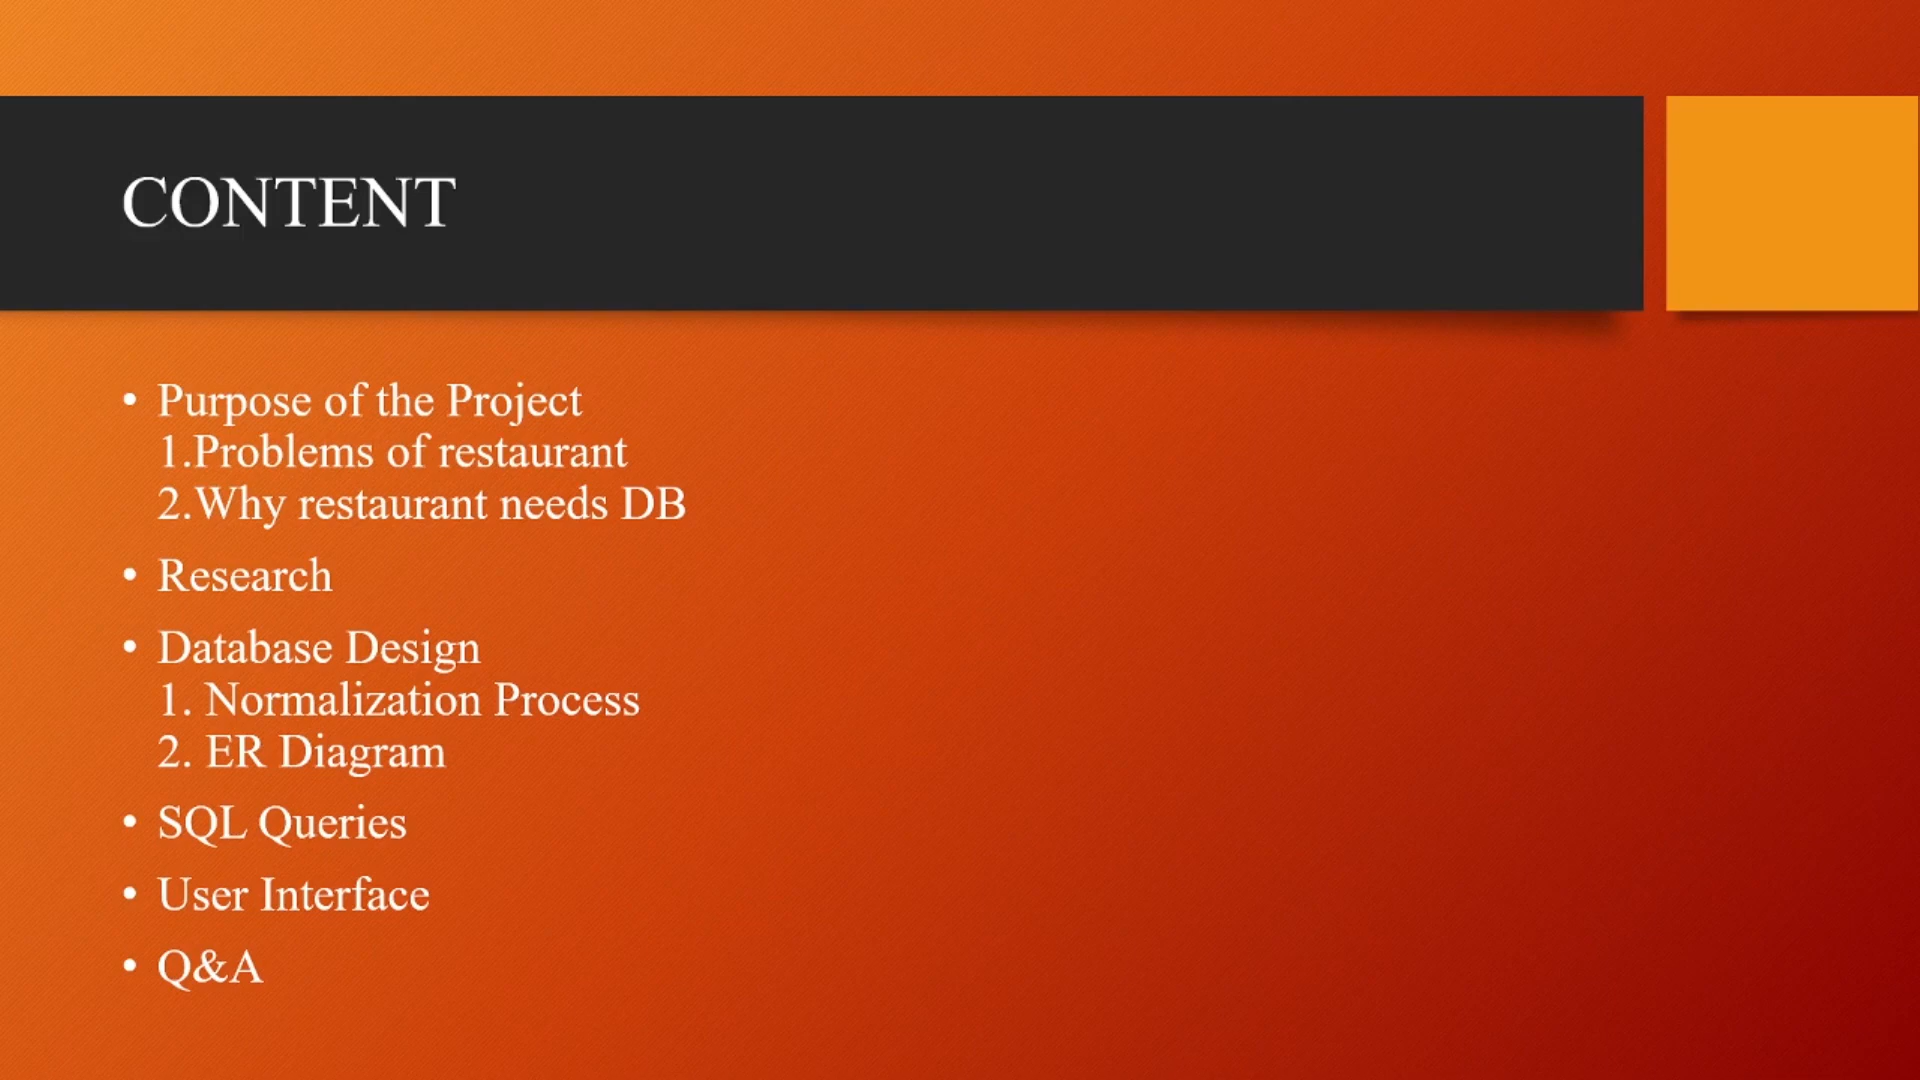 CONTENT
• Purpose of the Project
1.Problems of restaurant
2.Why restaurant needs DB
• Research
• Database Design
1. Normalization Process
2. ER Diagram
• SQL Queries
• User Interface
• Q&A